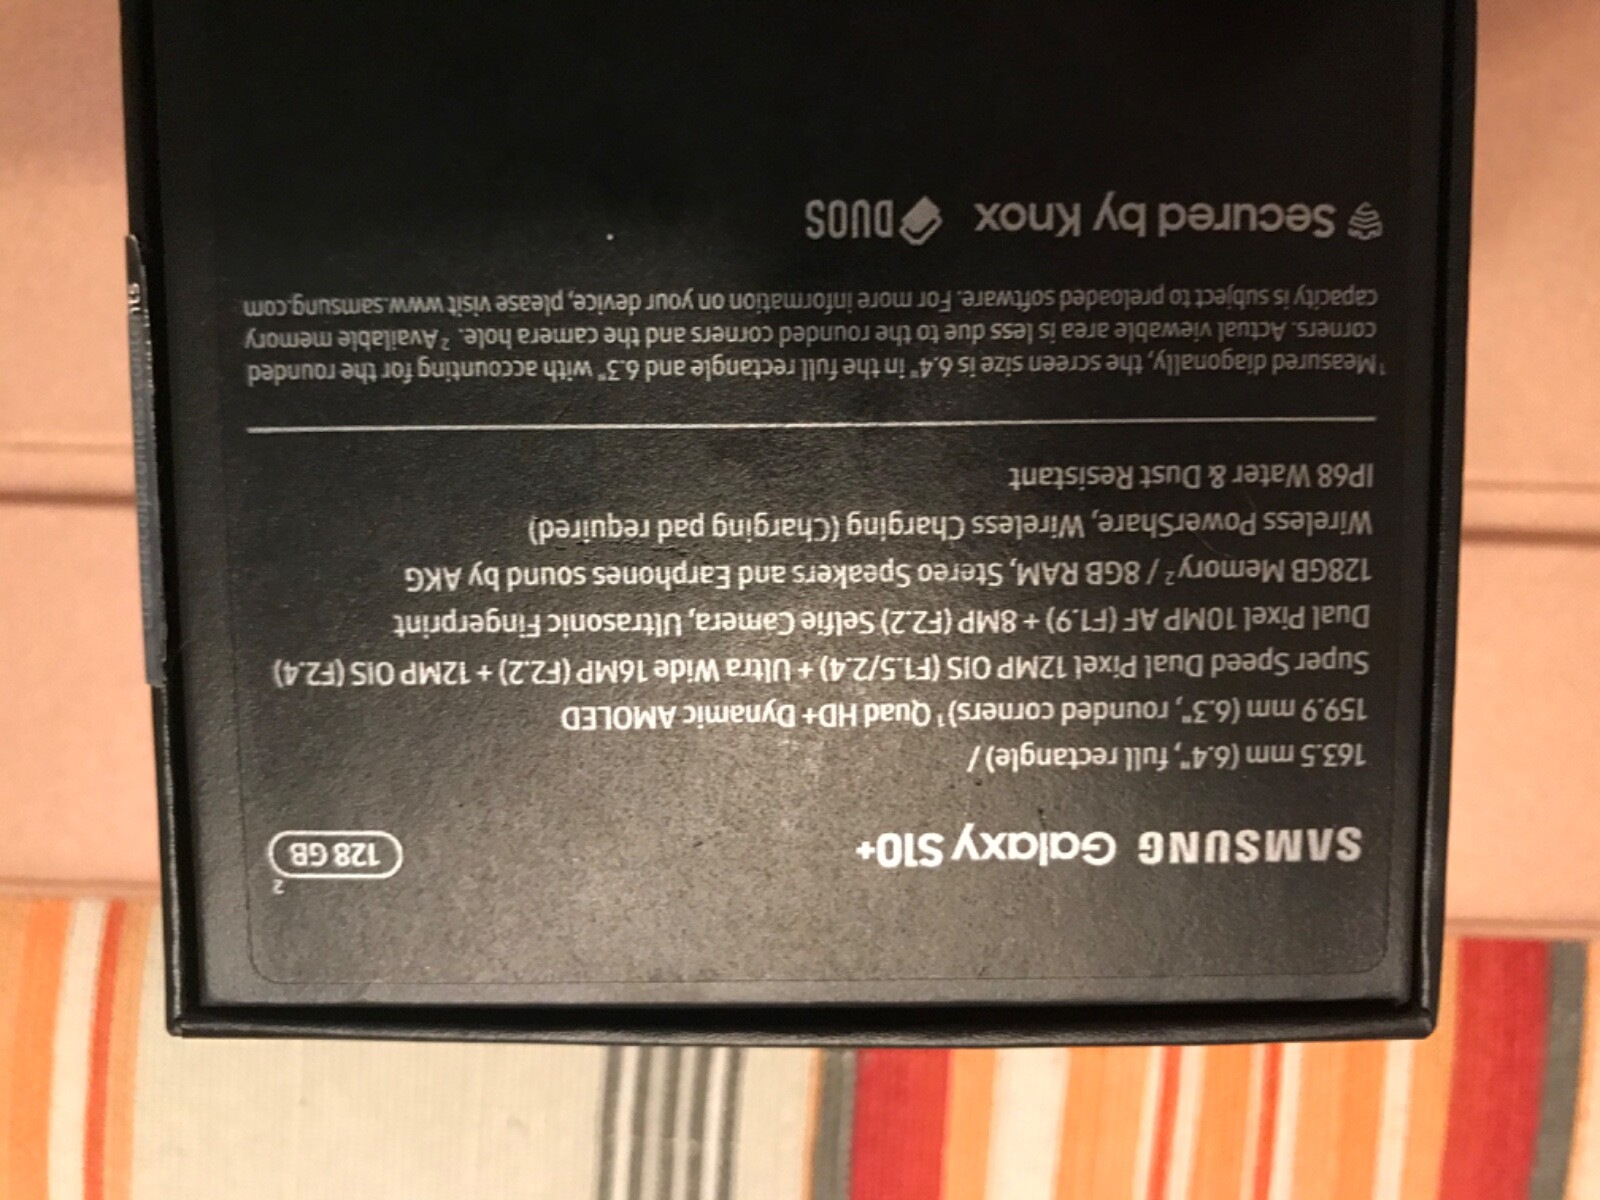 SAMSUNG Galaxy S10+
2
128 GB
163.5 mm (6.4", full rectangle) /
159.9 mm (6.3", rounded corners)¹ Quad HD+ Dynamic AMOLED
Super Speed Dual Pixel 12MP OIS (F1.5/2.4) + Ultra Wide 16MP (F2.2) + 12MP OIS (F2.4)
Dual Pixel 10MP AF (F1.9) + 8MP (F2.2) Selfie Camera, Ultrasonic Fingerprint
128GB Memory² / 8GB RAM, Stereo Speakers and Earphones sound by AKG
Wireless PowerShare, Wireless Charging (Charging pad required)
IP68 Water & Dust Resistant
¹Measured diagonally, the screen size is 6.4" in the full rectangle and 6.3" with accounting for the rounded
corners. Actual viewable area is less due to the rounded corners and the camera hole. ²Available memory
capacity is subject to preloaded software. For more information on your device, please visit www.samsung.com
Secured by Knox DUOS